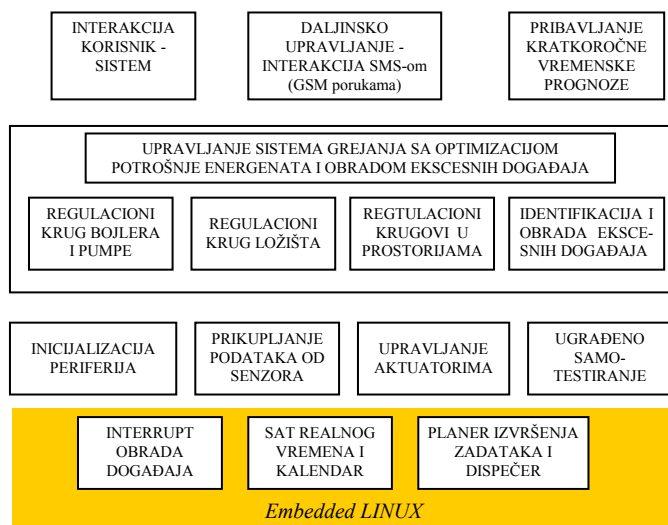 INTERAKCIJA
KORISNIK -
SISTEM
DALJINSKO
UPRAVLJANJE -
INTERAKCIJA SMS-om
(GSM porukama)
PRIBAVLJANJE
KRATKOROČNE
VREMENSKE
PROGNOZE
UPRAVLJANJE SISTEMA GREJANJA SA OPTIMIZACIJOM
POTROŠNJE ENERGENATA I OBRADOM EKSCESNIH DOGAĐAJA
REGULACIONI
KRUG BOJLERA
I PUMPE
REGULACIONI
KRUG LOŽIŠTA
REGTULACIONI
KRUGOVI U
PROSTORIJAMA
IDENTIFIKACIJA I
OBRADA EKSCE-
SNIH DOGAĐAJA
INICIJALIZACIJA
PERIFERIJA
PRIKUPLJANJE
PODATAKA OD
SENZORA
UPRAVLJANJE
AKTUATORIMA
UGRAĐENO
SAMO-
TESTIRANJE
INTERRUPT
OBRADA
DOGAĐAJA
SAT REALNOG
VREMENA I
KALENDAR
PLANER IZVRŠENJA
ZADATAKA I
DISPEČER
Embedded LINUX